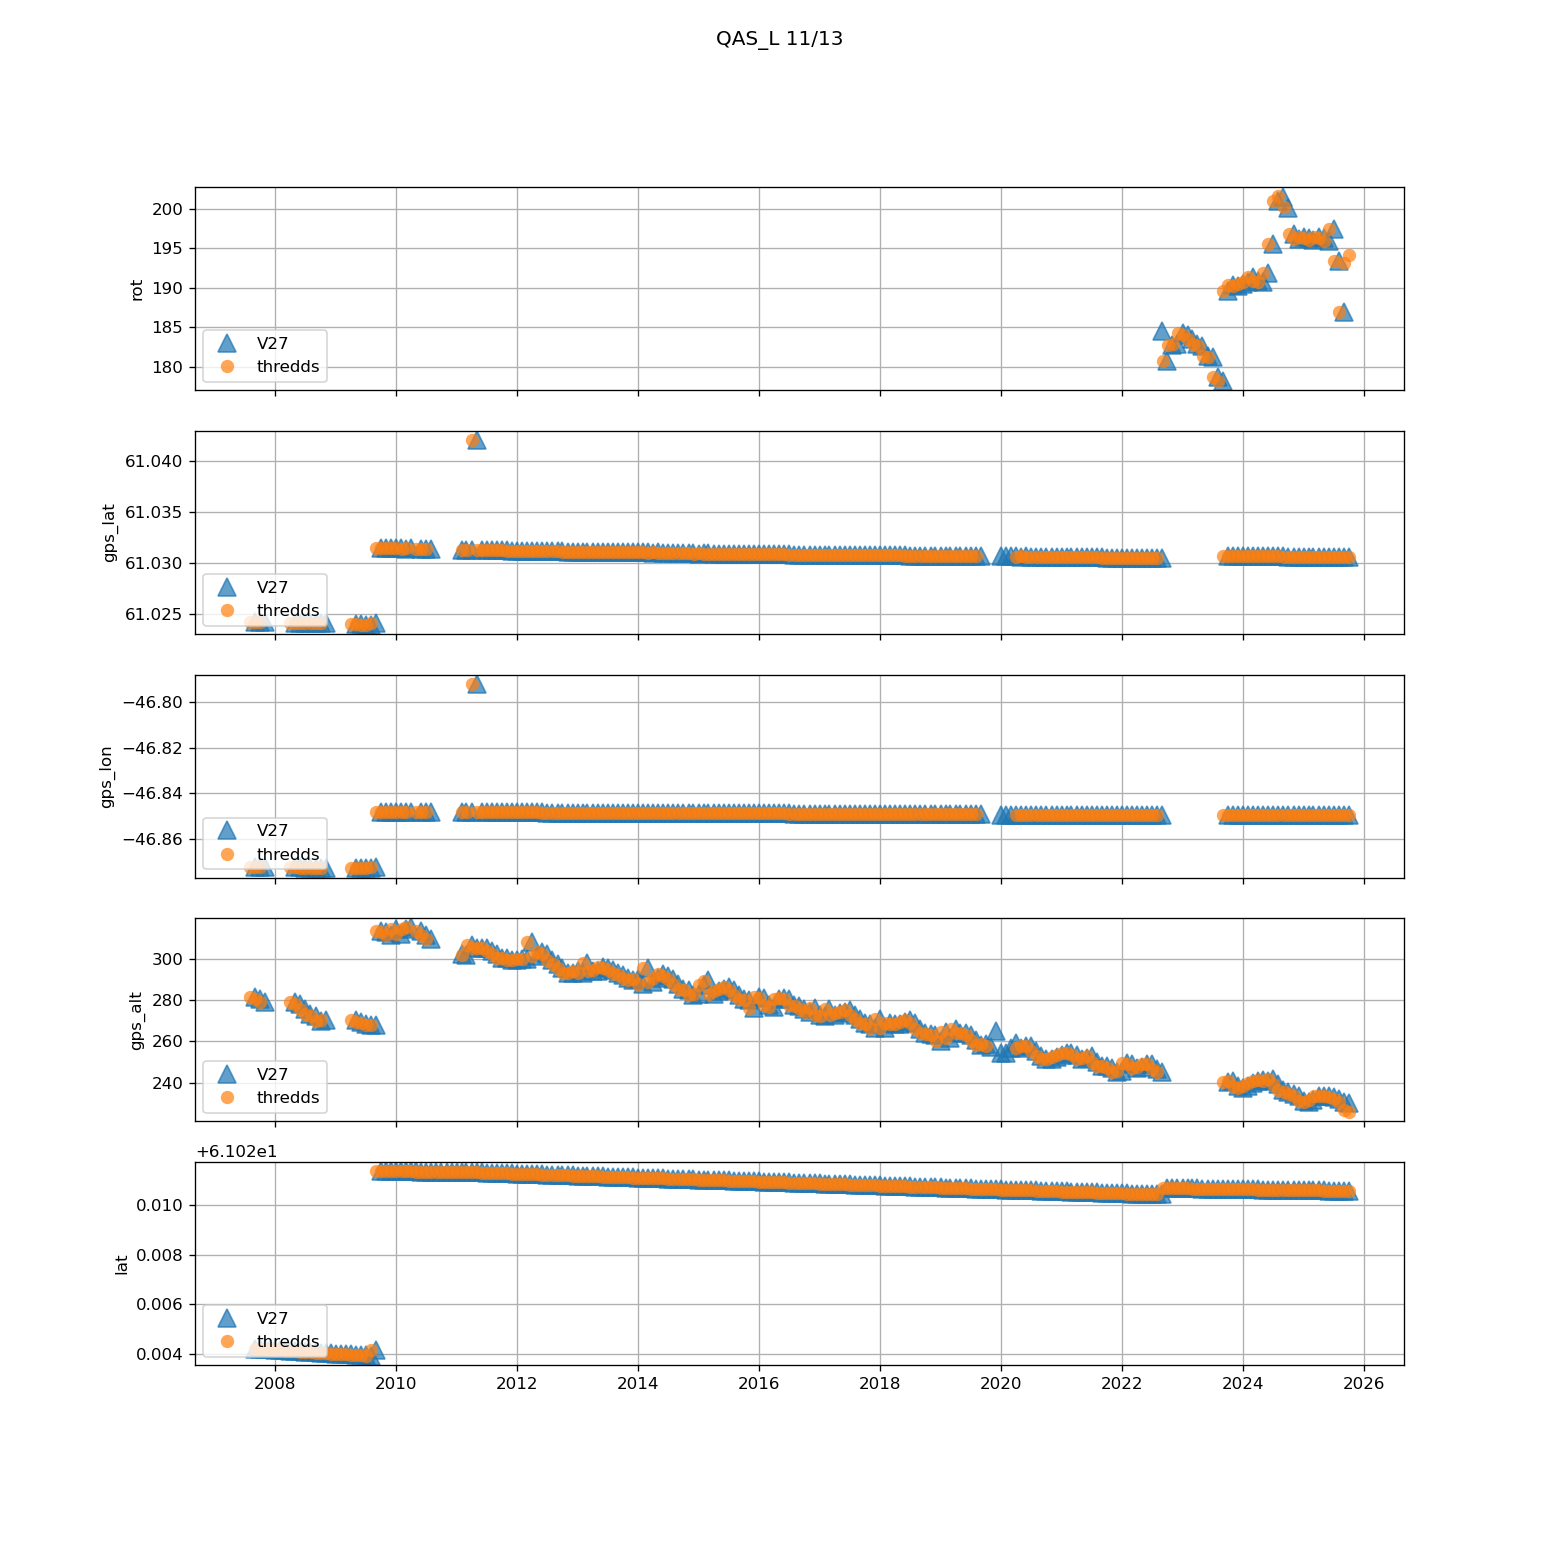 QAS_L 11/13
200
195
190
185
180
rot
V27
thredds
61.040
61.035
61.030
61.025
gps_lat
V27
thredds
−46.80
−46.82
−46.84
−46.86
gps_lon
V27
thredds
300
280
260
240
gps_alt
V27
thredds
+6.102e1
0.010
0.008
0.006
0.004
lat
V27
thredds
2008 2010 2012 2014 2016 2018 2020 2022 2024 2026